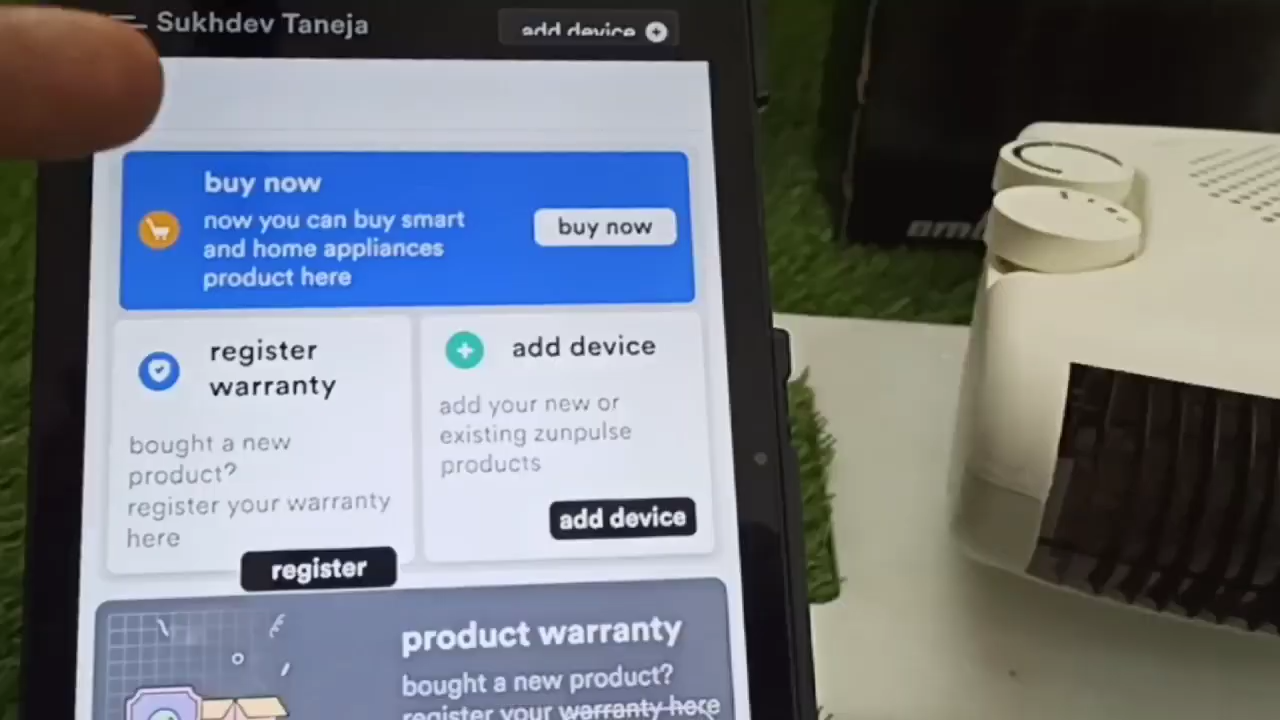 Sukhdev Taneja
add device
buy now
now you can buy smart
and home appliances
product here
buy now
register
warranty
bought a new
product?
register your warranty
here
register
add device
add your new or
existing zunpulse
products
add device
product warranty
bought a new product?
register your warranty here